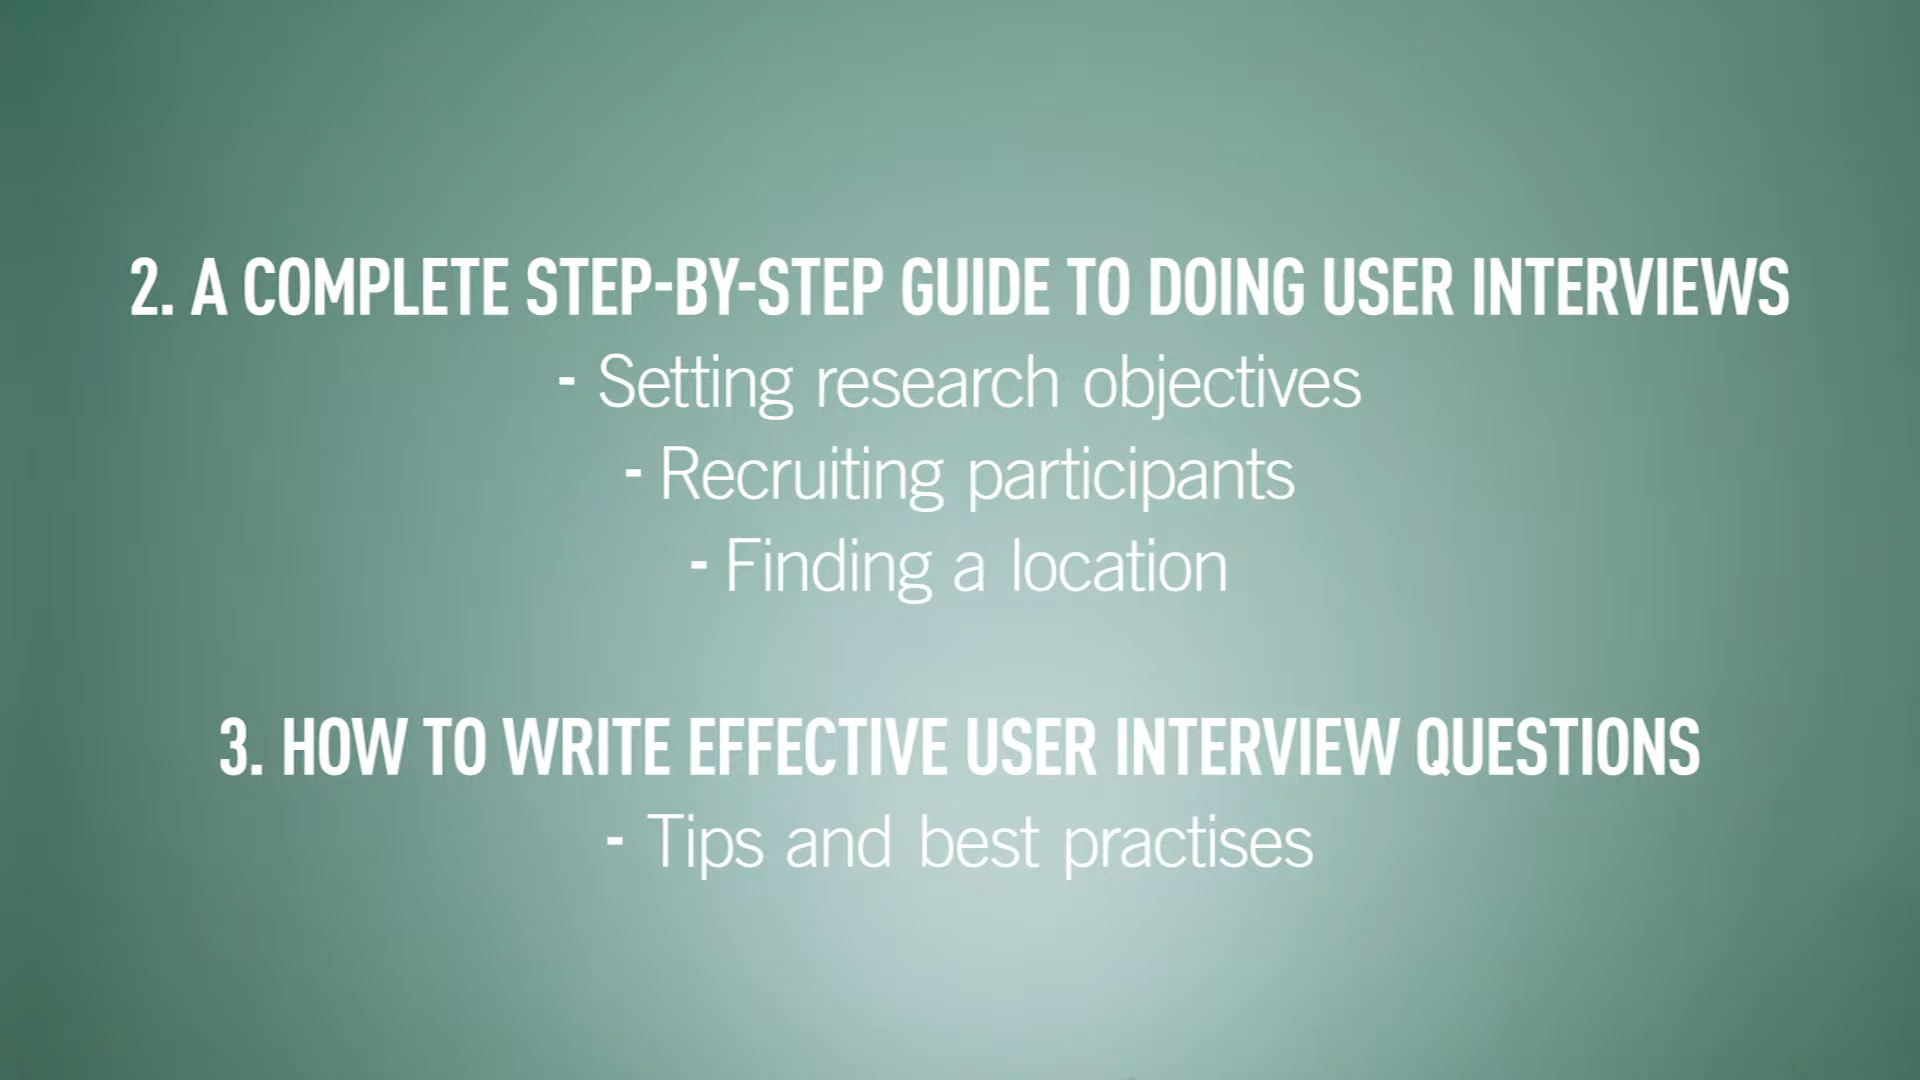 2. A COMPLETE STEP-BY-STEP GUIDE TO DOING USER INTERVIEWS
- Setting research objectives
- Recruiting participants
- Finding a location
3. HOW TO WRITE EFFECTIVE USER INTERVIEW QUESTIONS
- Tips and best practises